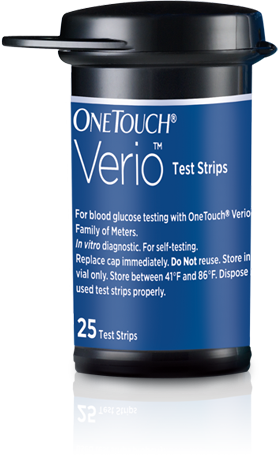 ONETOUCH®
Verio™ Test Strips
For blood glucose testing with OneTouch® Verio
Family of Meters.
In vitro diagnostic. For self-testing.
Replace cap immediately. Do Not reuse. Store in
vial only. Store between 41°F and 86°F. Dispose
used test strips properly.
25 Test Strips